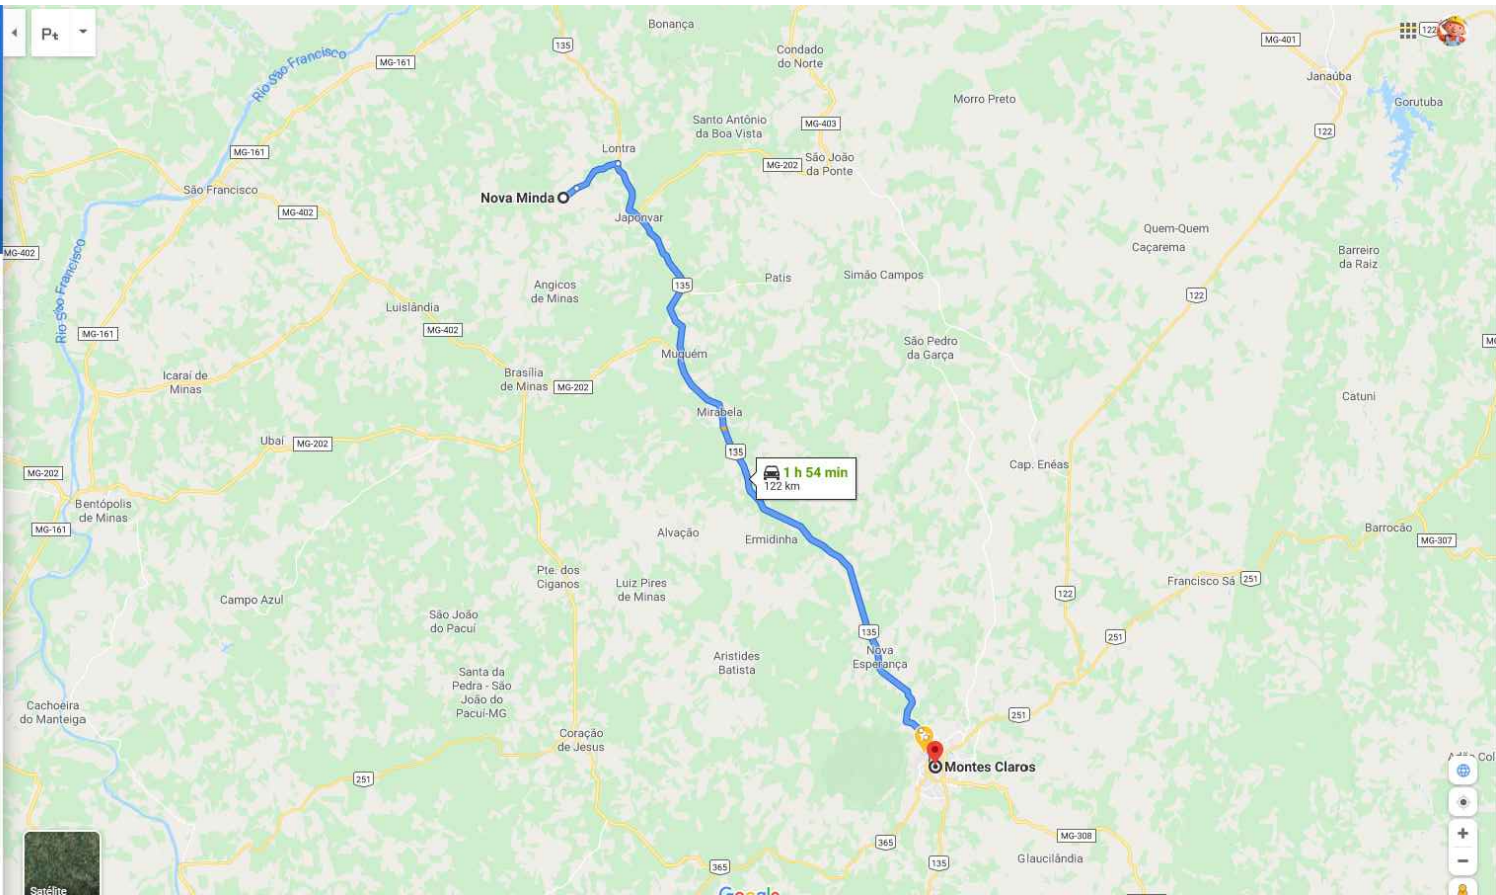 Bonança
135
122
MG-401
Condado
do Norte
MG-161
Rio São Francisco
Janaúba
Morro Preto
Gorutuba
Santo Antônio
da Boa Vista
MG-403
122
Lontra
MG-161
MG-202
São João
da Ponte
São Francisco
Nova Minda
MG-402
Japonvar
Quem-Quem
Caçarema
MG-402
Barreiro
da Raiz
Rio São Francisco
Patis
Simão Campos
Angicos
de Minas
135
122
Luislândia
MG-402
MG-161
São Pedro
da Garça
Muquém
Icaraí de
Minas
Brasília
de Minas
MG-202
Catuni
Mirabela
Ubaí
MG-202
135
1 h 54 min
122 km
Cap. Enéas
MG-202
Bentópolis
de Minas
MG-161
Alvação
Ermidinha
Barrocão
MG-307
Pte. dos
Ciganos
Luiz Pires
de Minas
Francisco Sá
251
122
Campo Azul
São João
do Pacuí
135
251
Nova
Esperança
Aristides
Batista
Santa da
Pedra - São
João do
Pacuí-MG
Cachoeira
do Manteiga
251
Coração
de Jesus
Montes Claros
251
MG-308
365
135
Glaucilândia
365
Satélite
Google